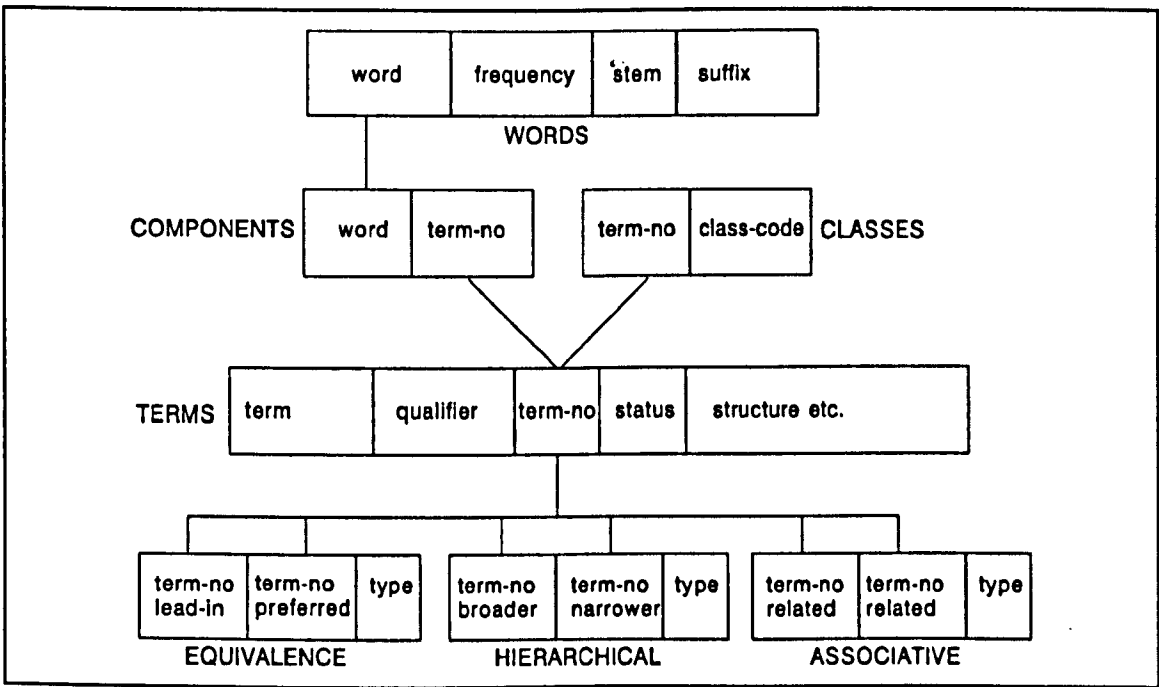 word frequency stem suffix
WORDS
COMPONENTS word term-no term-no class-code CLASSES
TERMS term qualifier term-no status structure etc.
term-no lead-in term-no preferred type term-no broader term-no narrower type term-no related term-no related type
EQUIVALENCE HIERARCHICAL ASSOCIATIVE